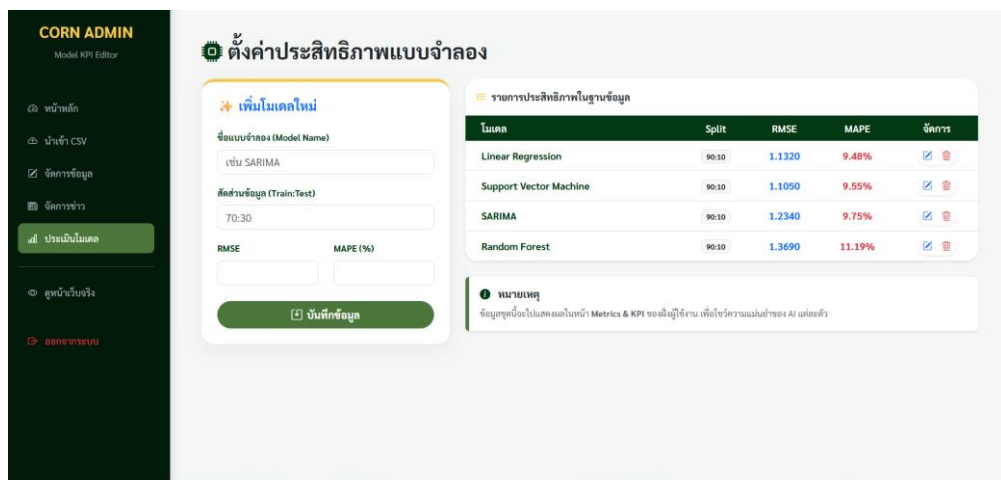 CORN ADMIN
Model KPI Editor
หน้าหลัก
นำเข้า CSV
จัดการข้อมูล
จัดการข่าว
ประเมินโมเดล
ดูหน้าเว็บจริง
ออกจากระบบ
ตั้งค่าประสิทธิภาพแบบจำลอง
เพิ่มโมเดลใหม่
ชื่อแบบจำลอง (Model Name)
เช่น SARIMA
สัดส่วนข้อมูล (Train:Test)
70:30
RMSE MAPE (%)
บันทึกข้อมูล
รายการประสิทธิภาพในฐานข้อมูล
โมเดล Split RMSE MAPE จัดการ
Linear Regression 90:10 1.1320 9.48%
Support Vector Machine 90:10 1.1050 9.55%
SARIMA 90:10 1.2340 9.75%
Random Forest 90:10 1.3690 11.19%
หมายเหตุ
ข้อมูลชุดนี้จะไปแสดงผลในหน้า Metrics & KPI ของฝั่งผู้ใช้งาน เพื่อโชว์ความแม่นยำของ AI แต่ละตัว